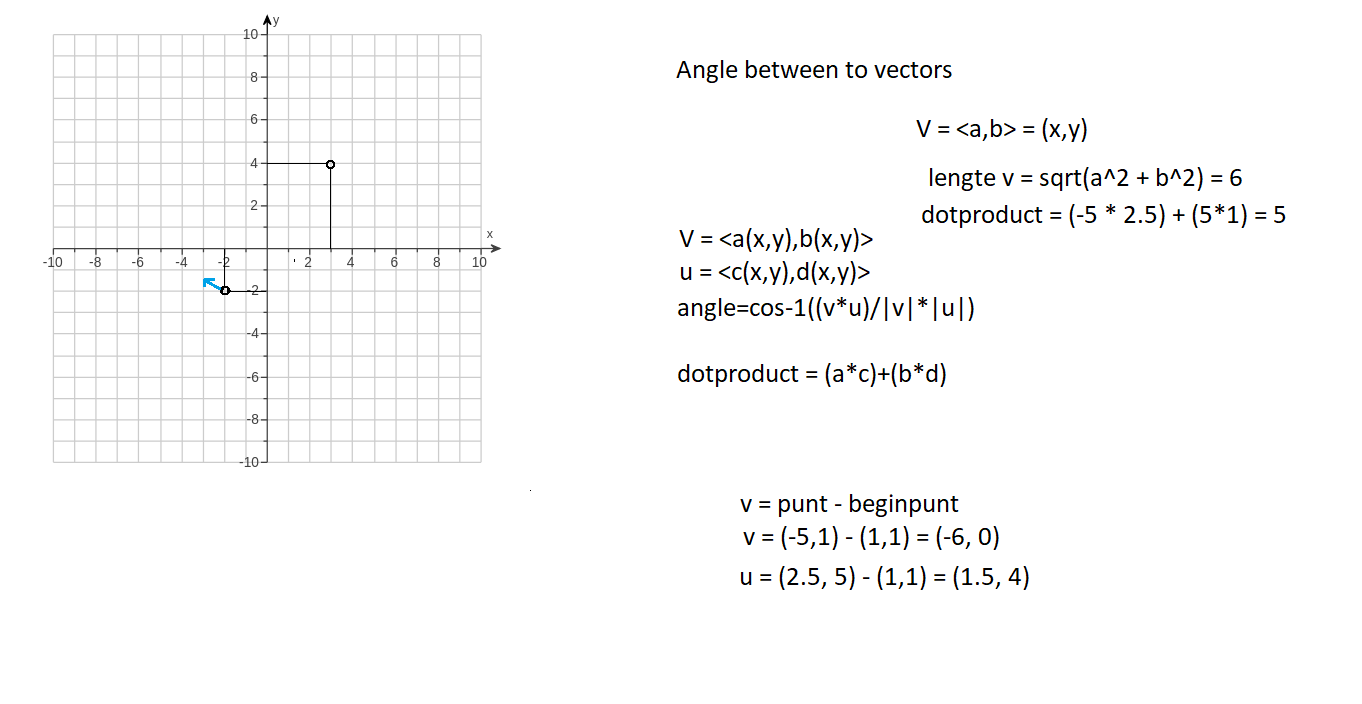 y
10
8
6
4
2
x
-10 -8 -6 -4 -2 2 4 6 8 10
-2
-4
-6
-8
-10
Angle between to vectors
V = <a,b> = (x,y)
lengte v = sqrt(a^2 + b^2) = 6
dotproduct = (-5 * 2.5) + (5*1) = 5
V = <a(x,y),b(x,y)>
u = <c(x,y),d(x,y)>
angle=cos-1((v*u)/|v|*|u|)
dotproduct = (a*c)+(b*d)
v = punt - beginpunt
v = (-5,1) - (1,1) = (-6, 0)
u = (2.5, 5) - (1,1) = (1.5, 4)